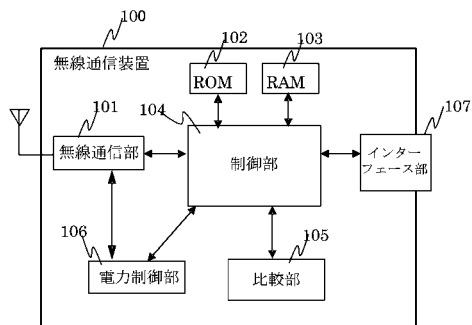 100
無線通信装置
102
ROM
103
RAM
101
無線通信部
104
制御部
107
インター
フェース部
106
電力制御部
105
比較部